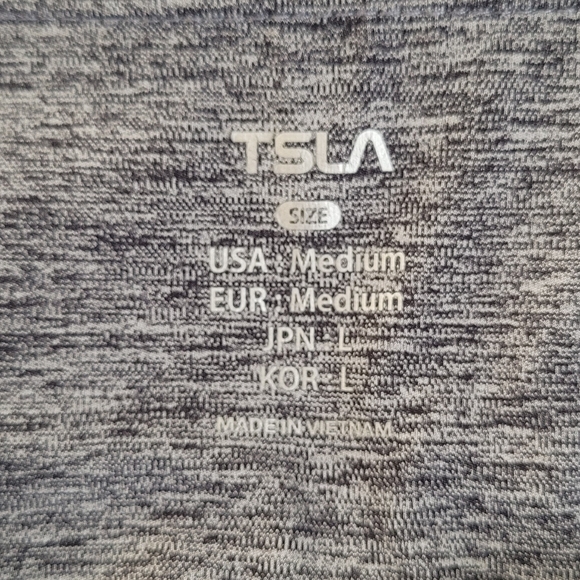 TSLA
SIZE
USA : Medium
EUR : Medium
JPN - L
KOR - L
MADE IN VIETNAM